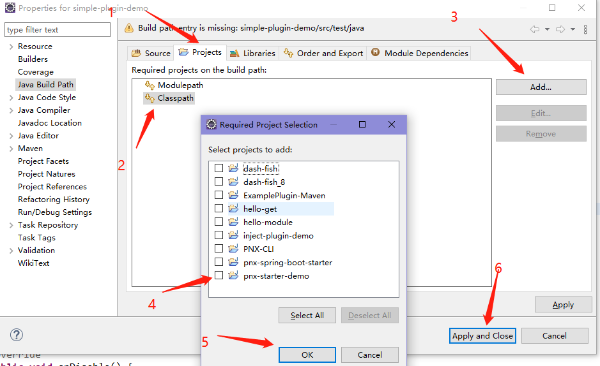 Properties for simple-plugin-demo
1
type filter text
Build path entry is missing: simple-plugin-demo/src/test/java
3
Resource
Builders
Coverage
Java Build Path
Java Code Style
Java Compiler
Javadoc Location
Java Editor
Maven
Project Facets
Project Natures
Project References
Refactoring History
Run/Debug Settings
Task Repository
Task Tags
Validation
WikiText
Source
Projects
Libraries
Order and Export
Module Dependencies
Required projects on the build path:
Modulepath
Classpath
2
Add...
Edit...
Remove
Required Project Selection
Select projects to add:
dash-fish
dash-fish_8
ExamplePlugin-Maven
hello-get
hello-module
inject-plugin-demo
PNX-CLI
pnx-spring-boot-starter
pnx-starter-demo
4
Select All
Deselect All
5
OK
Cancel
6
Apply
Apply and Close
Cancel